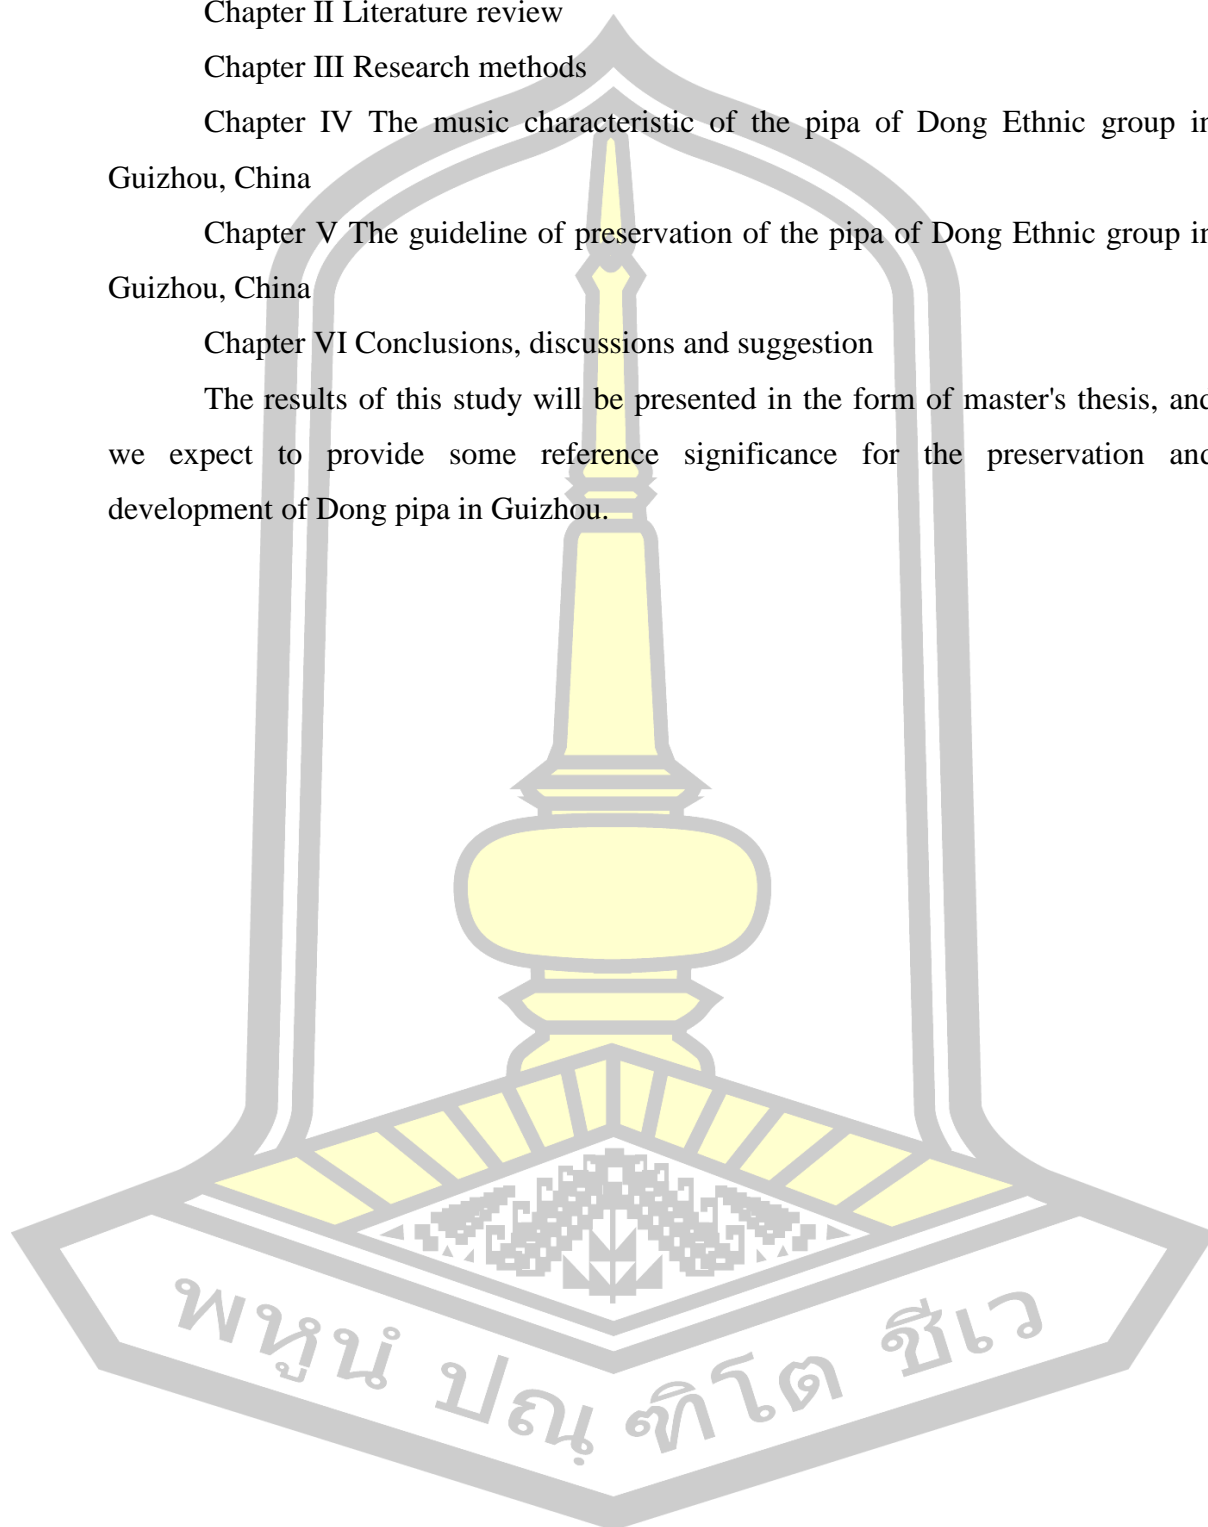 Chapter II Literature review
Chapter III Research methods
Chapter IV The music characteristic of the pipa of Dong Ethnic group in
Guizhou, China
Chapter V The guideline of preservation of the pipa of Dong Ethnic group in
Guizhou, China
Chapter VI Conclusions, discussions and suggestion
The results of this study will be presented in the form of master's thesis, and
we expect to provide some reference significance for the preservation and
development of Dong pipa in Guizhou.
พหูนํ ปณฺฑิโต ชีเว